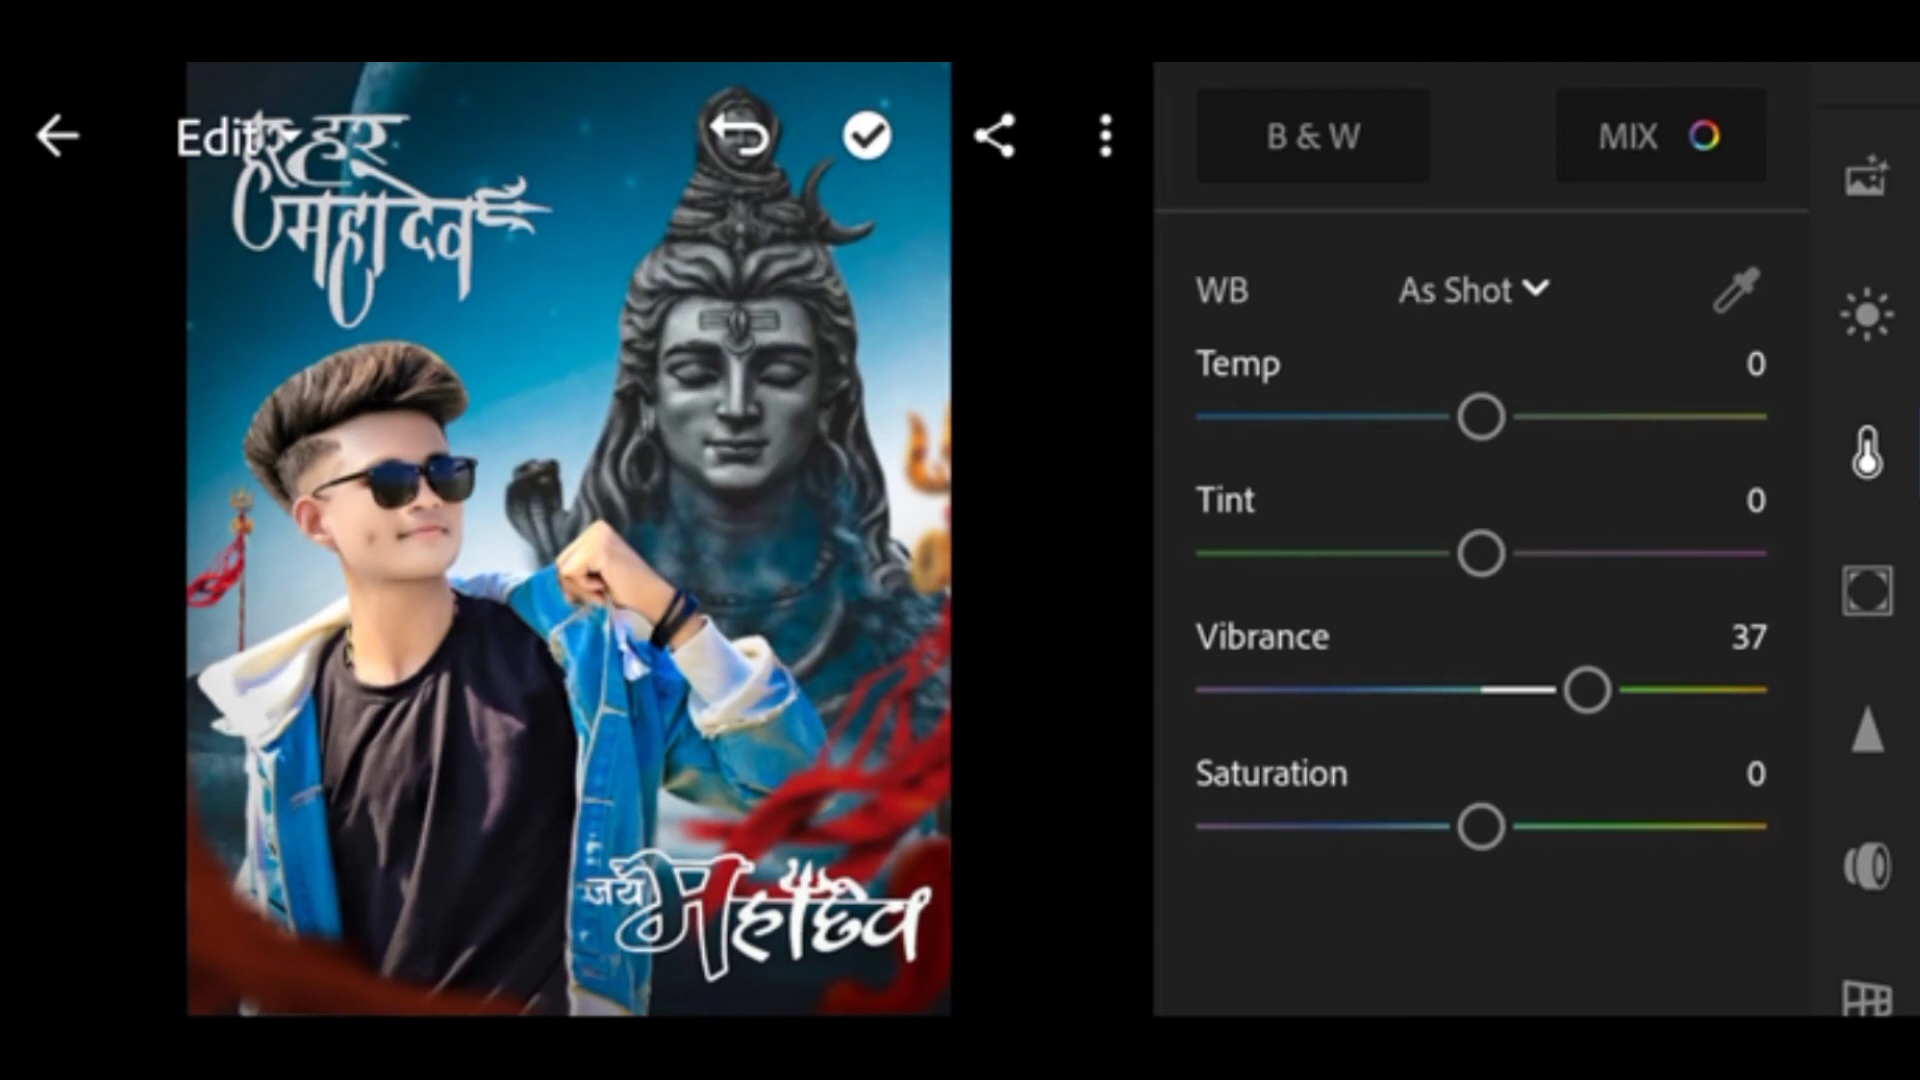 Edit
हर हर
महादेव
जय महादेव
B & W
MIX
WB
As Shot
Temp
0
Tint
0
Vibrance
37
Saturation
0